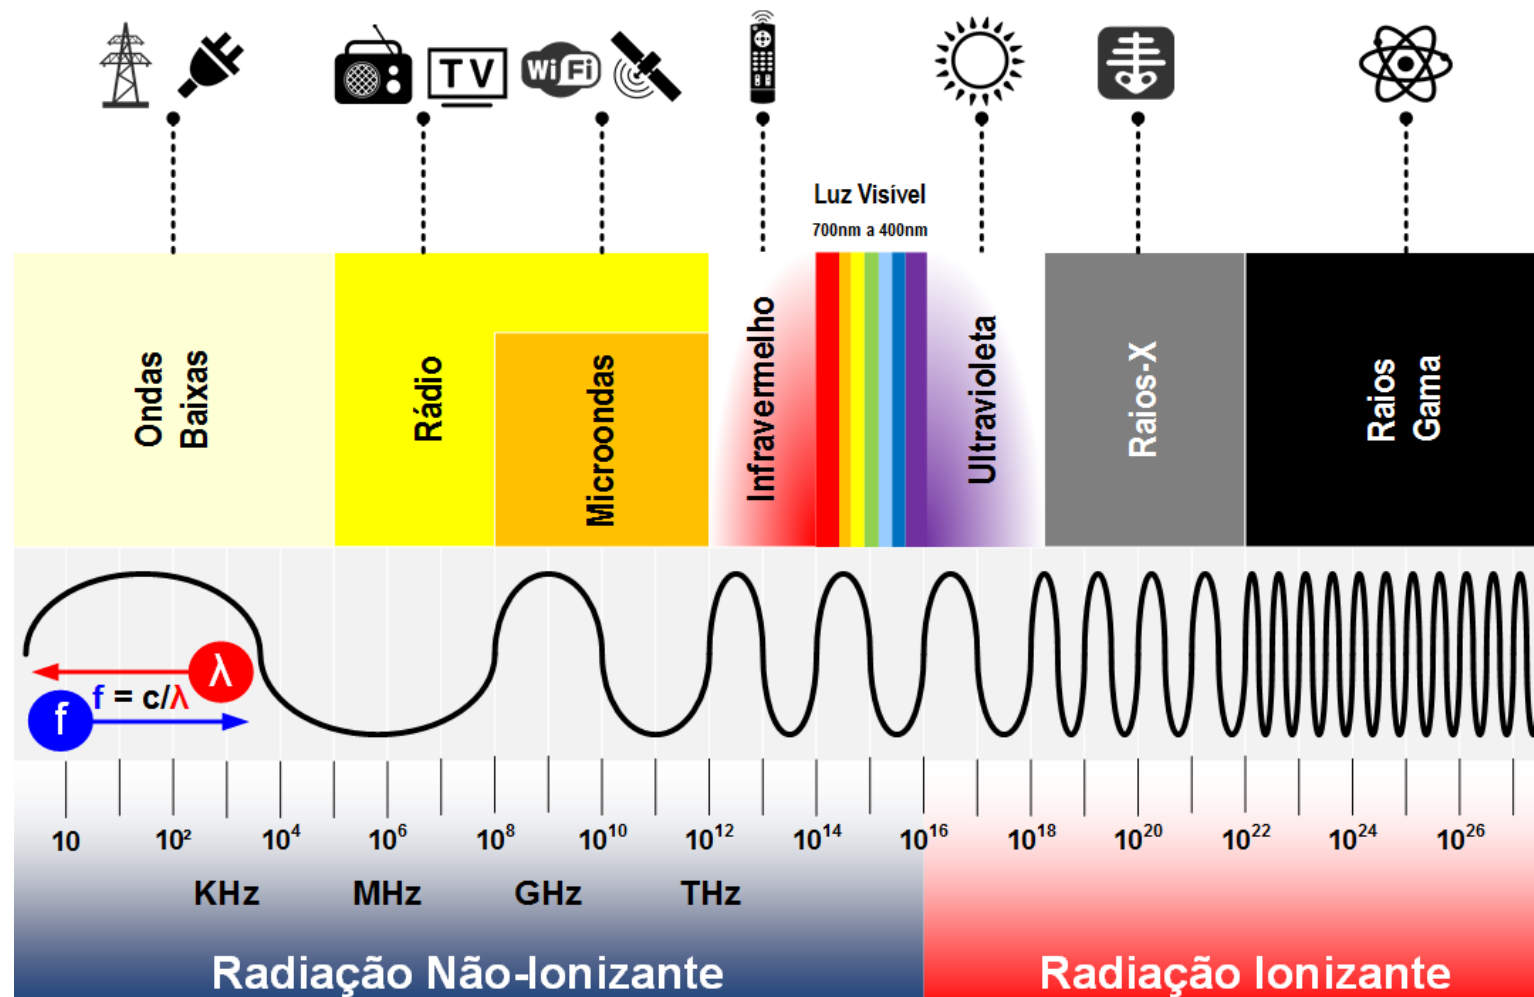 TV
WiFi
Luz Visível
700nm a 400nm
Ondas
Baixas
Rádio
Microondas
Infravermelho
Ultravioleta
Raios-X
Raios
Gama
λ
f = c/λ
f
10 10² 10⁴ 10⁶ 10⁸ 10¹⁰ 10¹² 10¹⁴ 10¹⁶ 10¹⁸ 10²⁰ 10²² 10²⁴ 10²⁶
KHz MHz GHz THz
Radiação Não-Ionizante Radiação Ionizante